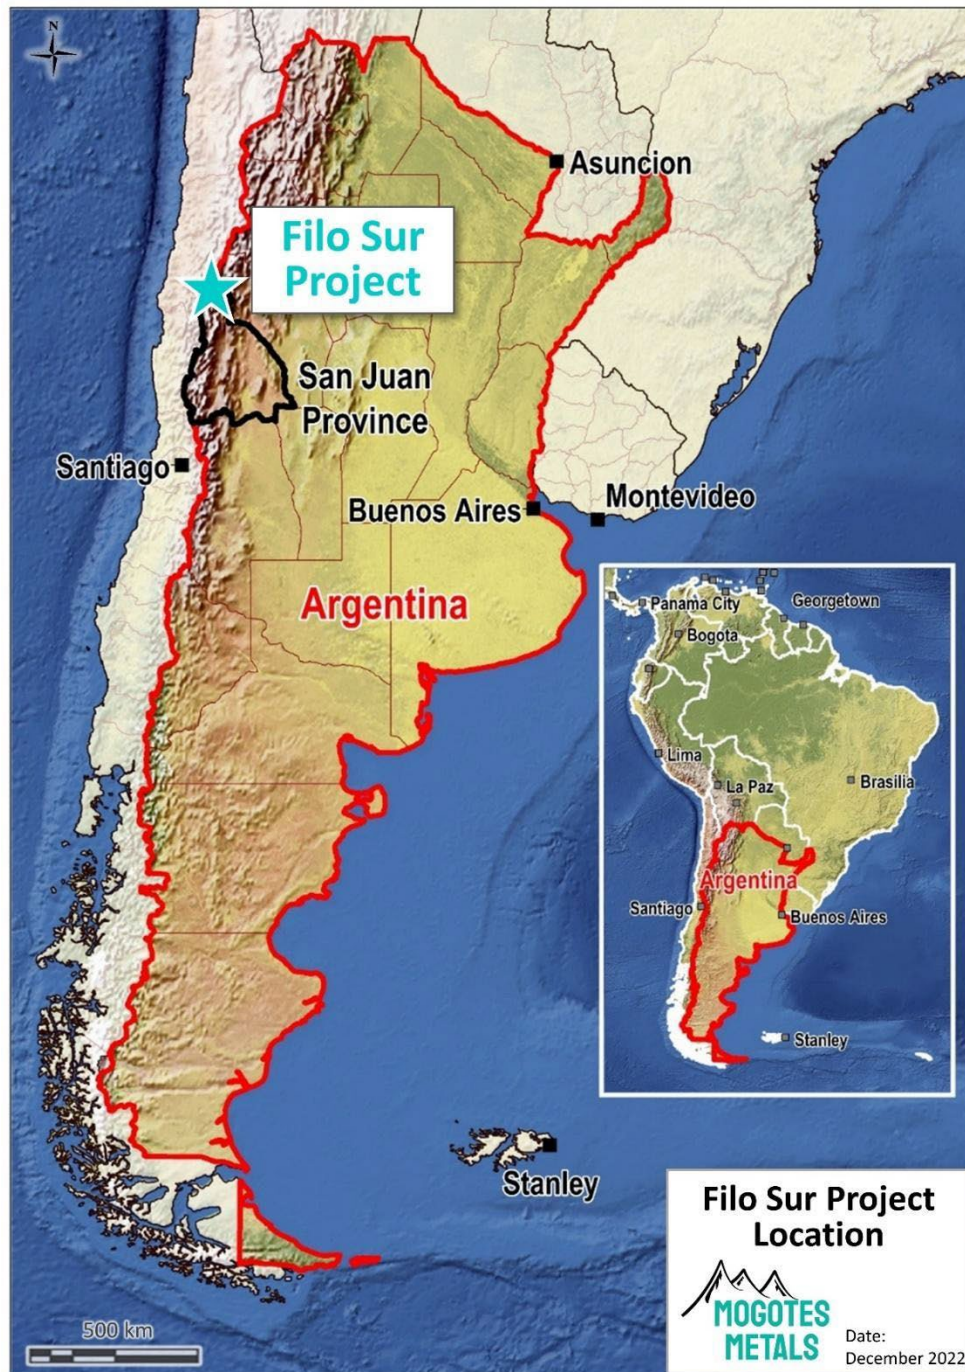 N
Asuncion
Filo Sur
Project
San Juan
Province
Santiago
Buenos Aires
Montevideo
Argentina
Panama City
Georgetown
Bogota
Lima
La Paz
Brasilia
Argentina
Santiago
Buenos Aires
Stanley
Stanley
Filo Sur Project
Location
MOGOTES
METALS
Date:
December 2022
500 km